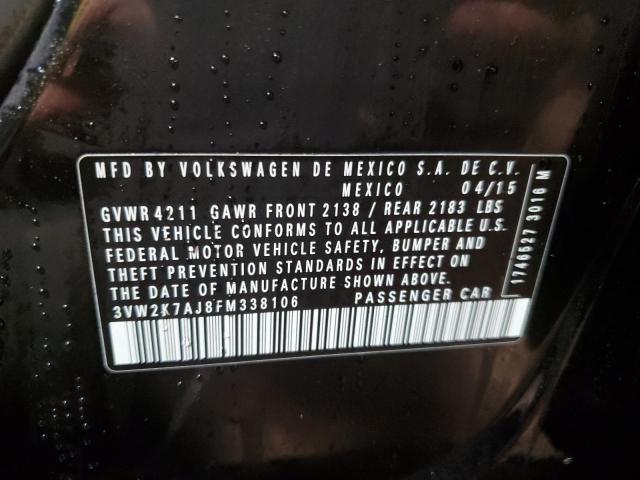 MFD BY VOLKSWAGEN DE MEXICO S.A. DE C.V.
MEXICO 04/15
GVWR 4211 GAWR FRONT 2138 / REAR 2183 LBS
THIS VEHICLE CONFORMS TO ALL APPLICABLE U.S.
FEDERAL MOTOR VEHICLE SAFETY, BUMPER AND
THEFT PREVENTION STANDARDS IN EFFECT ON
THE DATE OF MANUFACTURE SHOWN ABOVE.
3VW2K7AJ8FM338106 PASSENGER CAR
1746527 3016 M